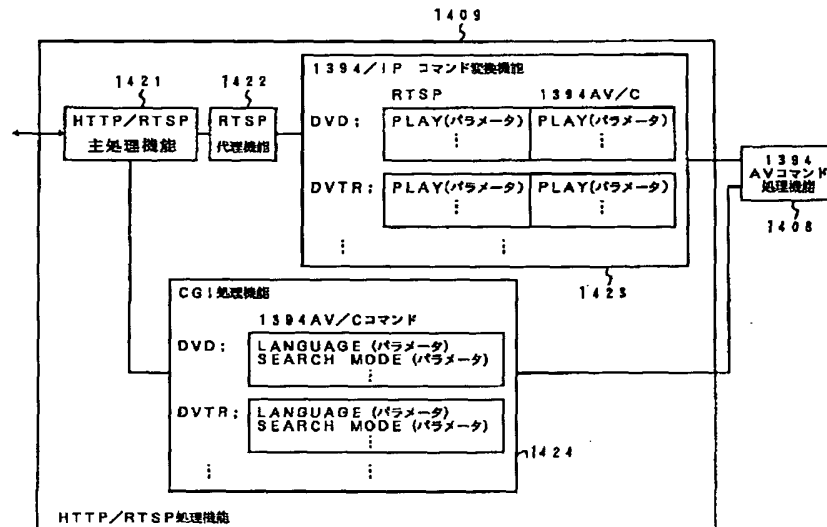 1409
1421
1422
HTTP/RTSP
主処理機能
RTSP
代理機能
1394/IP コマンド変換機能
RTSP 1394AV/C
DVD; PLAY(パラメータ) PLAY(パラメータ)
⋮ ⋮
DVTR; PLAY(パラメータ) PLAY(パラメータ)
⋮ ⋮
⋮ ⋮
1423
1394
AVコマンド
処理機能
1408
CGI処理機能
1394AV/Cコマンド
DVD; LANGUAGE(パラメータ)
SEARCH MODE(パラメータ)
⋮
DVTR; LANGUAGE(パラメータ)
SEARCH MODE(パラメータ)
⋮
⋮ ⋮
1424
HTTP/RTSP処理機能